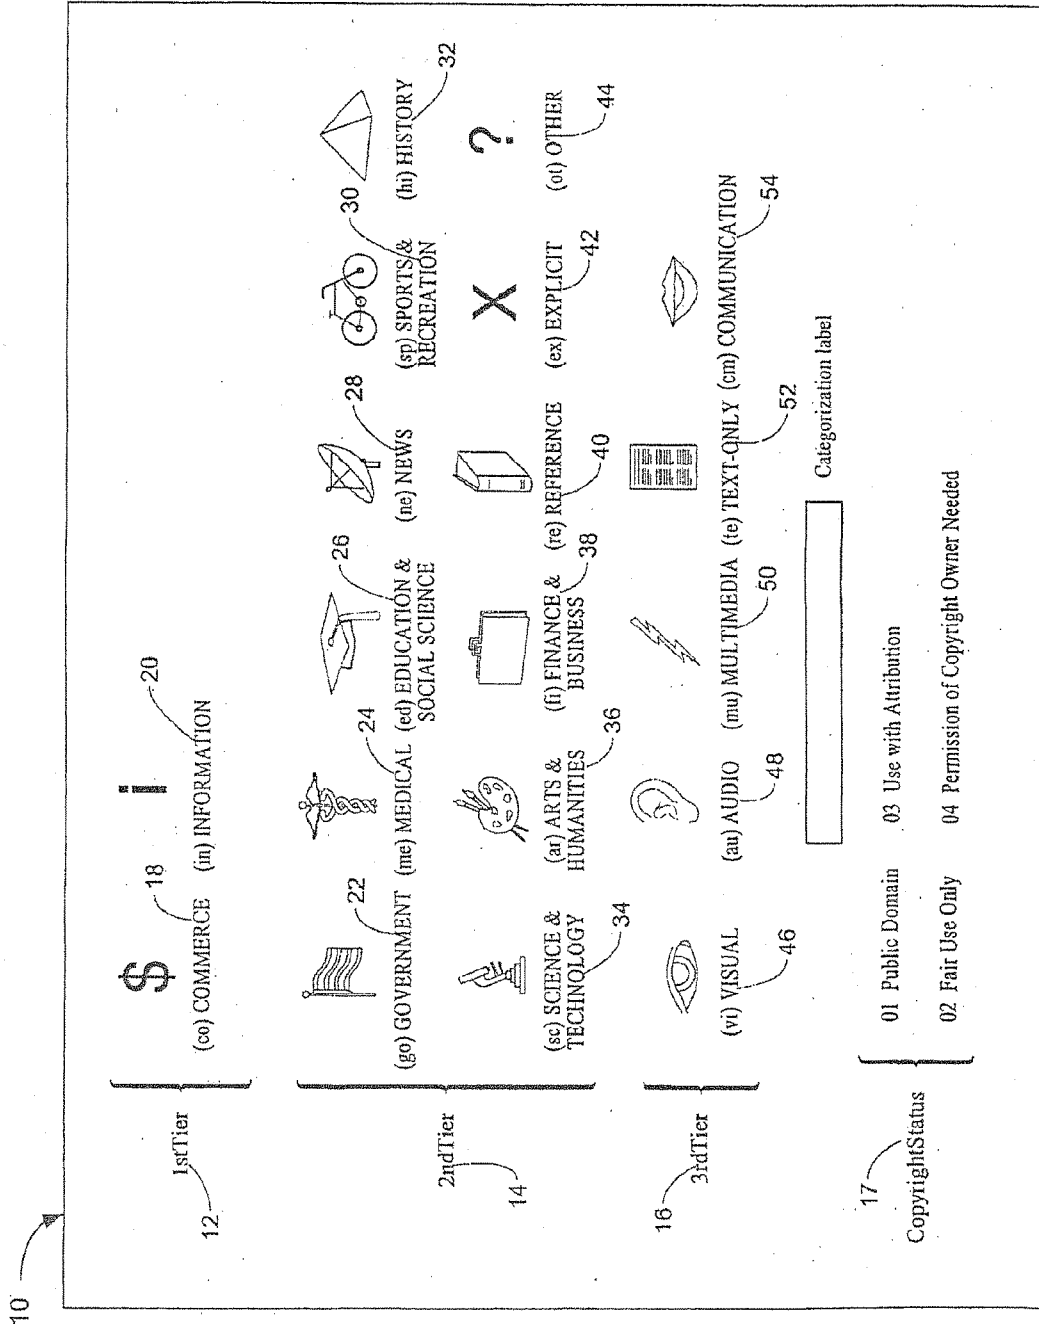 10
12
1stTier
$
18
(co) COMMERCE
i
20
(in) INFORMATION
14
2ndTier
22
(go) GOVERNMENT
24
(me) MEDICAL
26
(ed) EDUCATION &
SOCIAL SCIENCE
28
(ne) NEWS
30
(sp) SPORTS &
RECREATION
32
(hi) HISTORY
(sc) SCIENCE &
TECHNOLOGY
34
(ar) ARTS &
HUMANITIES
36
(fi) FINANCE &
BUSINESS
38
(re) REFERENCE
40
X
(ex) EXPLICIT
42
?
(ot) OTHER
44
16
3rdTier
(vi) VISUAL
46
(au) AUDIO
48
(mu) MULTIMEDIA
50
(te) TEXT-ONLY
52
(cm) COMMUNICATION
54
Categorization label
17
CopyrightStatus
01 Public Domain
03 Use with Attribution
02 Fair Use Only
04 Permission of Copyright Owner Needed